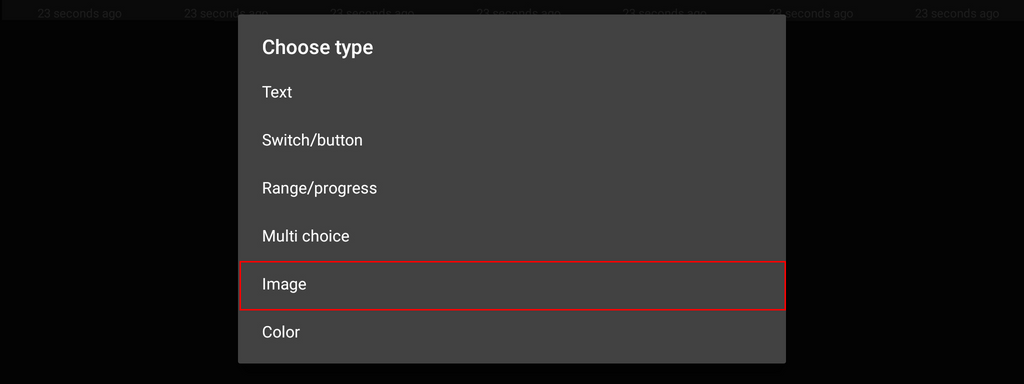 23 seconds ago 23 seconds ago 23 seconds ago 23 seconds ago 23 seconds ago 23 seconds ago 23 seconds ago
Choose type
Text
Switch/button
Range/progress
Multi choice
Image
Color